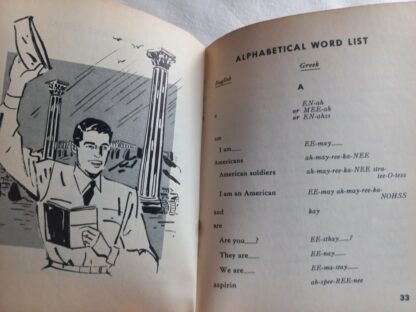 ALPHABETICAL WORD LIST
English Greek
A
a EN-ah
or MEE-ah
or EN-ahss
am
I am..... EE-may.....
Americans ah-may-ree-ka-NEE
American soldiers ah-may-ree-ka-NEE stra-
tee-O-tess
I am an American EE-may ah-may-ree-ka-
NOHSS
and kay
are
Are you.....? EE-sthay.....?
They are..... EE-nay.....
We are..... EE-ma-stay.....
aspirin ah-spee-REE-nee
33